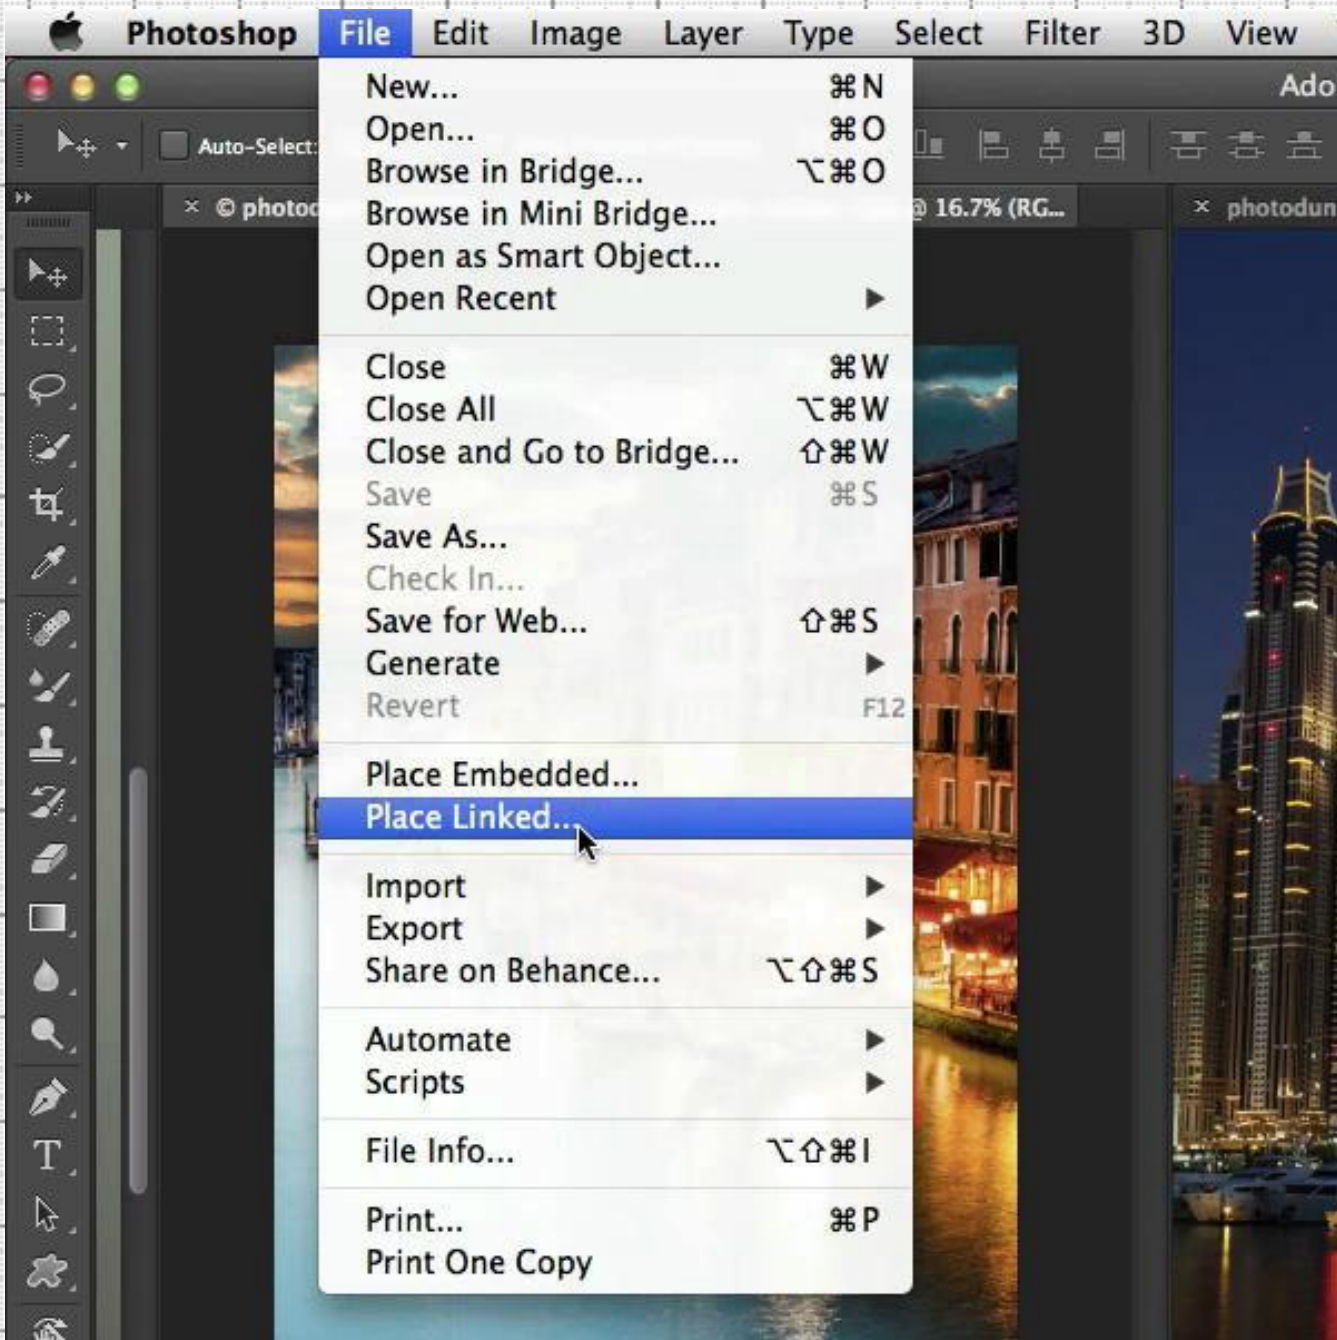 Photoshop File Edit Image Layer Type Select Filter 3D View
Ado
Auto-Select:
× © photoc
@ 16.7% (RG...
× photodun
New... ⌘N
Open... ⌘O
Browse in Bridge... ⌥⌘O
Browse in Mini Bridge...
Open as Smart Object...
Open Recent ▶
Close ⌘W
Close All ⌥⌘W
Close and Go to Bridge... ⇧⌘W
Save ⌘S
Save As...
Check In...
Save for Web... ⇧⌘S
Generate ▶
Revert F12
Place Embedded...
Place Linked...
Import ▶
Export ▶
Share on Behance... ⌥⇧⌘S
Automate ▶
Scripts ▶
File Info... ⌥⇧⌘I
Print... ⌘P
Print One Copy
T